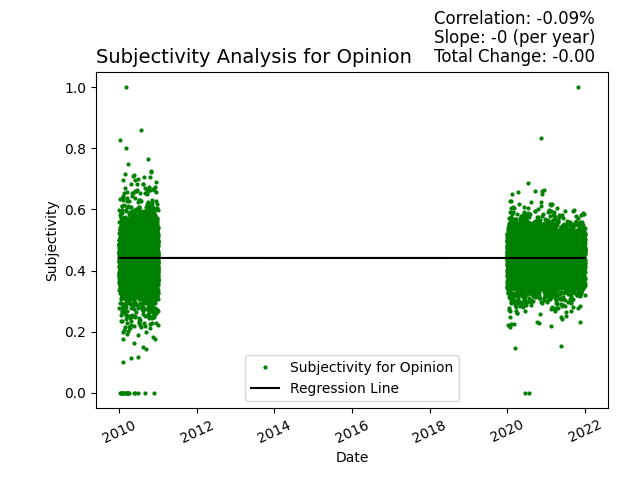 Correlation: -0.09%
Slope: -0 (per year)
Total Change: -0.00
Subjectivity Analysis for Opinion
1.0
0.8
0.6
0.4
0.2
0.0
Subjectivity
Subjectivity for Opinion
Regression Line
2010
2012
2014
2016
2018
2020
2022
Date